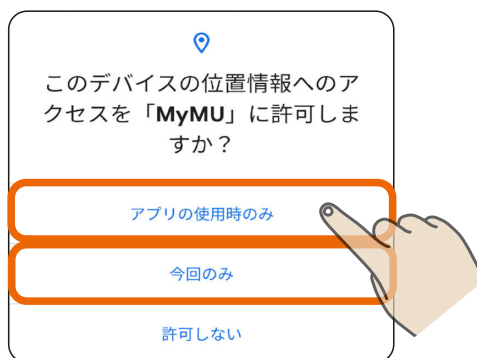 このデバイスの位置情報へのア
クセスを「MyMU」に許可しま
すか？
アプリの使用時のみ
今回のみ
許可しない